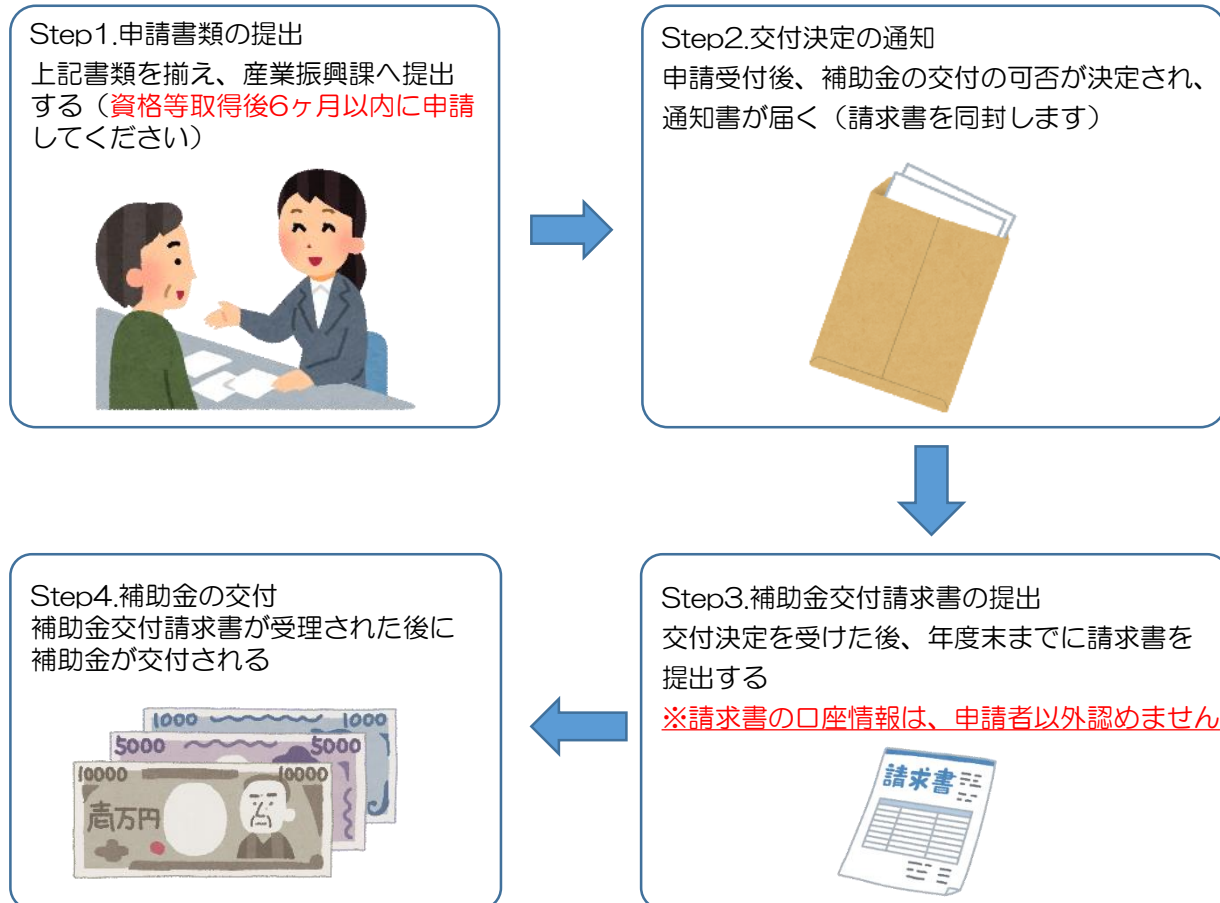 Step1.申請書類の提出
上記書類を揃え、産業振興課へ提出
する（資格等取得後6ヶ月以内に申請
してください）
Step2.交付決定の通知
申請受付後、補助金の交付の可否が決定され、
通知書が届く（請求書を同封します）
Step3.補助金交付請求書の提出
交付決定を受けた後、年度末までに請求書を
提出する
※請求書の口座情報は、申請者以外認めません
請求書
Step4.補助金の交付
補助金交付請求書が受理された後に
補助金が交付される
1000 1000
5000 5000
10000 10000
壱万円